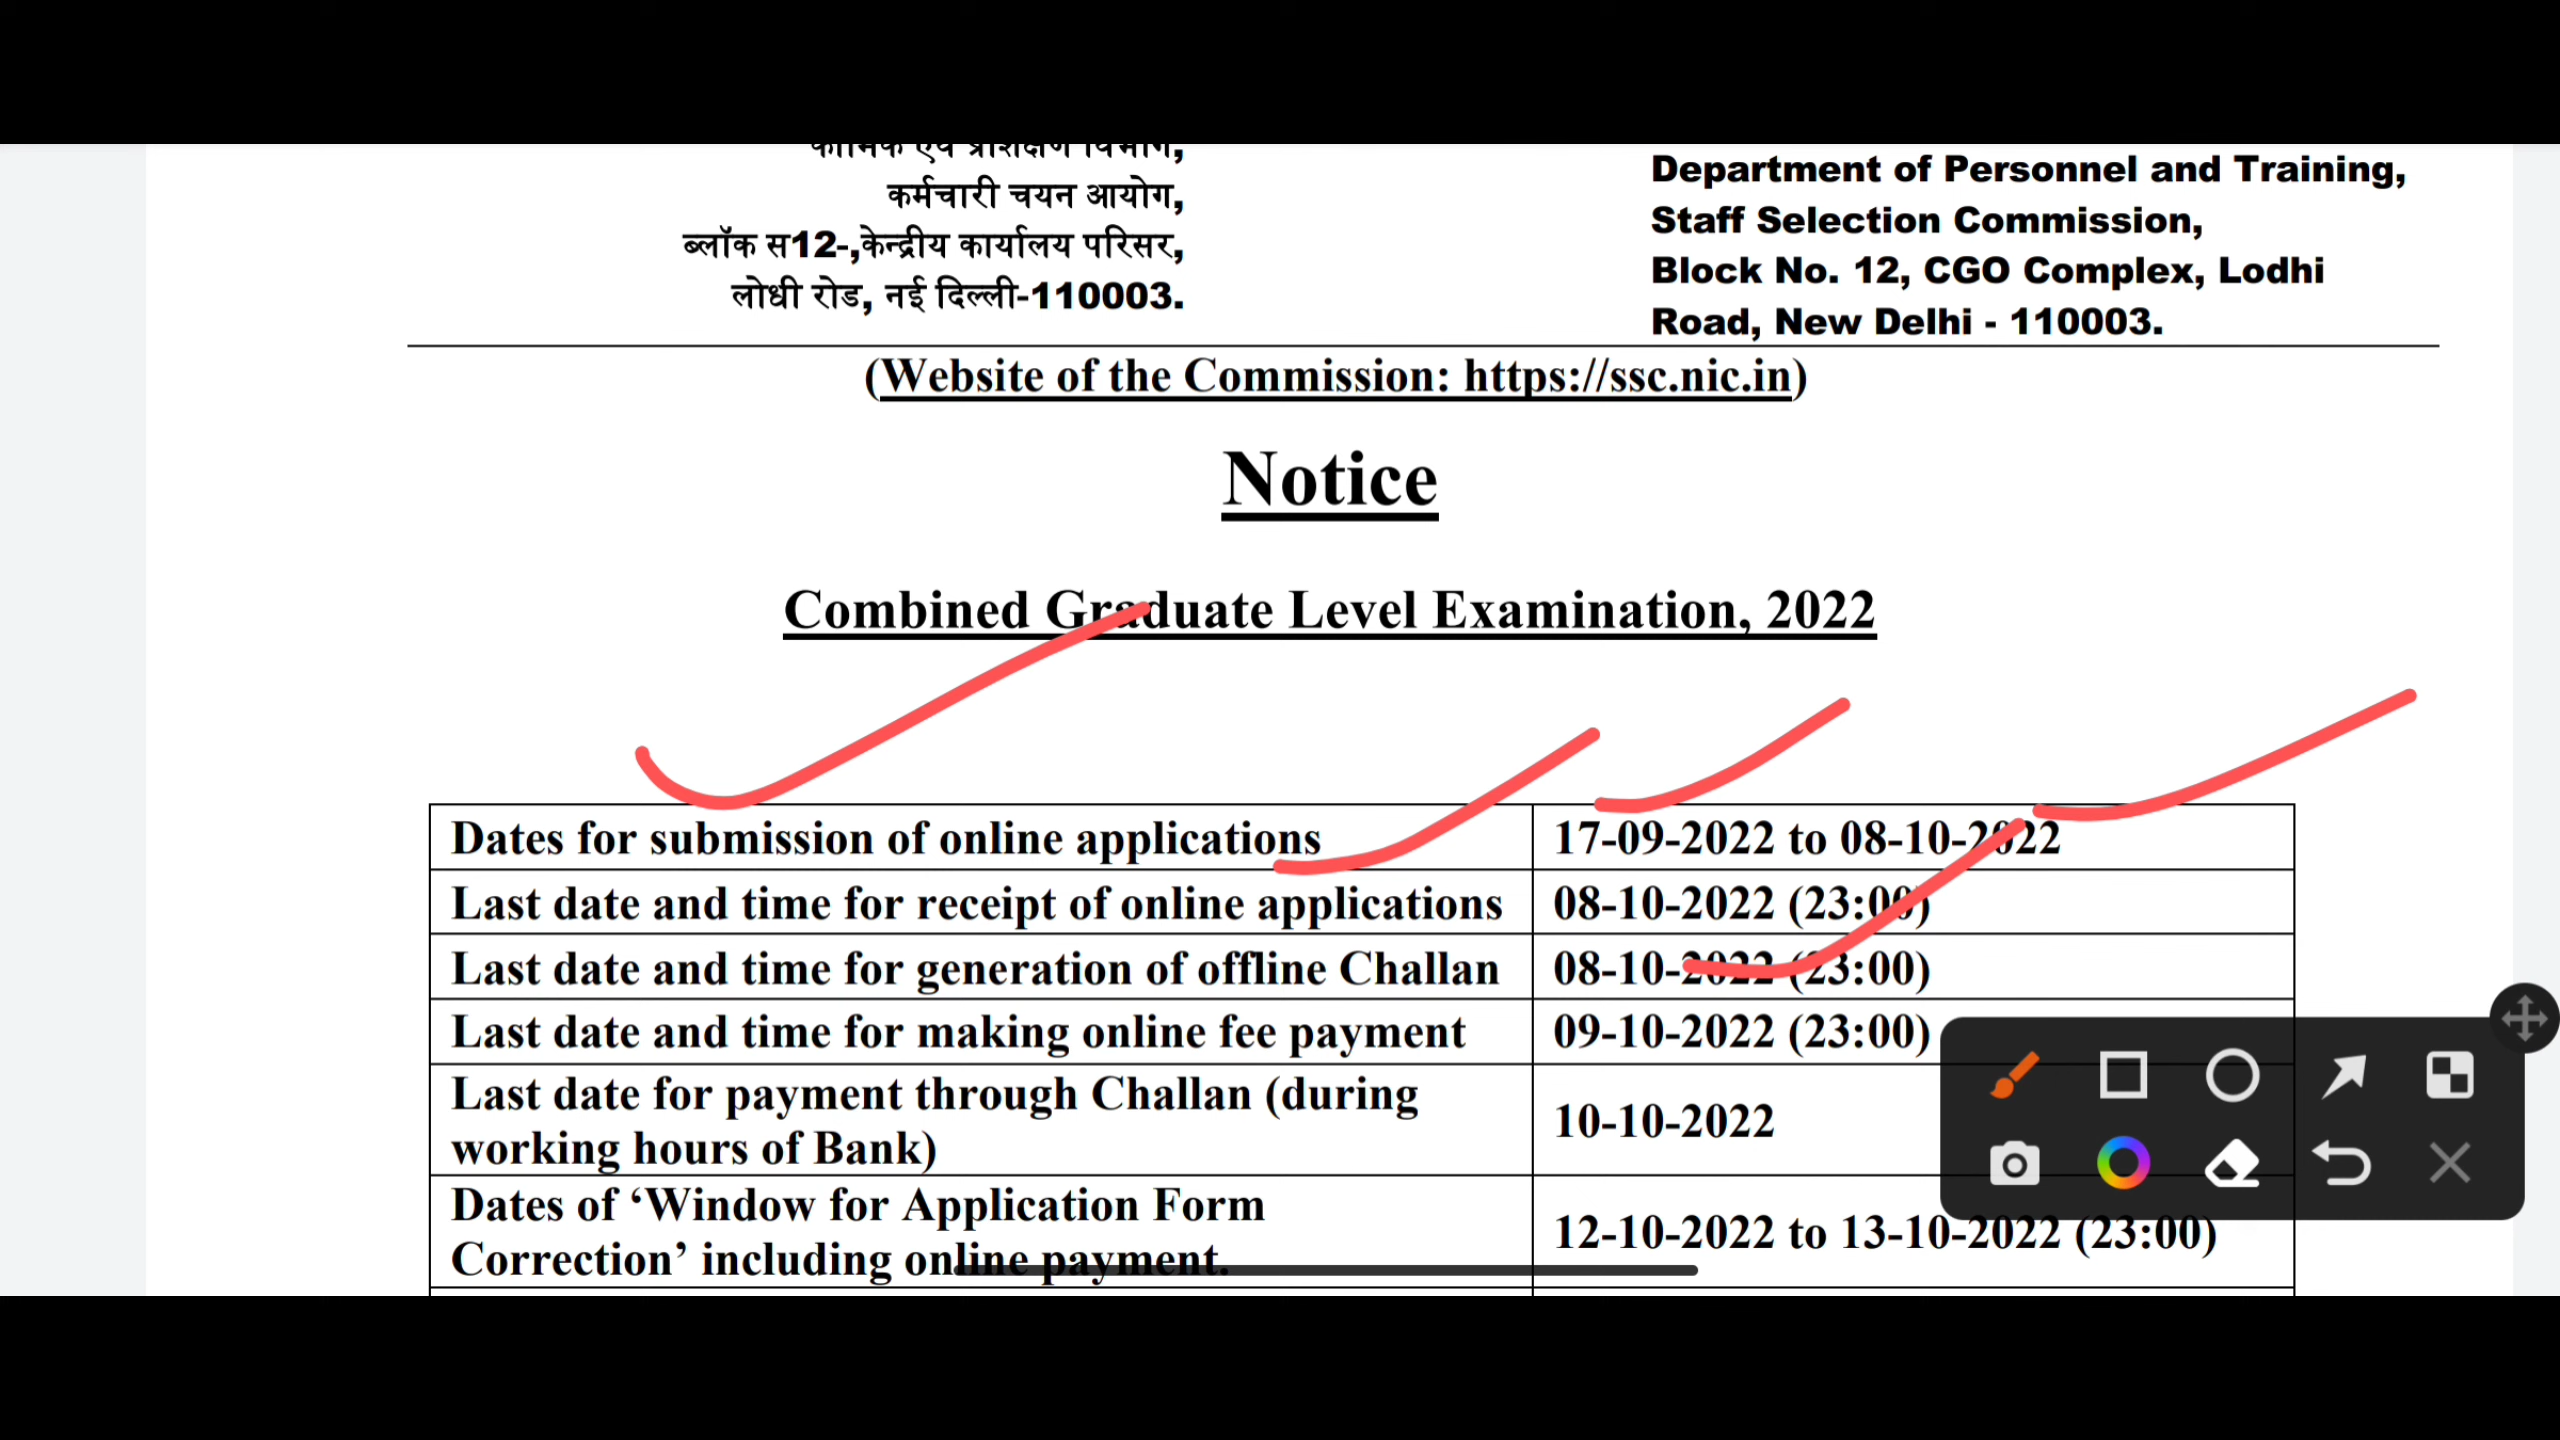 कार्मिक एवं प्रशिक्षण विभाग,
कर्मचारी चयन आयोग,
ब्लॉक स12-,केन्द्रीय कार्यालय परिसर,
लोधी रोड, नई दिल्ली-110003.
Department of Personnel and Training,
Staff Selection Commission,
Block No. 12, CGO Complex, Lodhi
Road, New Delhi - 110003.
(Website of the Commission: https://ssc.nic.in)
Notice
Combined Graduate Level Examination, 2022
Dates for submission of online applications 17-09-2022 to 08-10-2022
Last date and time for receipt of online applications 08-10-2022 (23:00)
Last date and time for generation of offline Challan 08-10-2022 (23:00)
Last date and time for making online fee payment 09-10-2022 (23:00)
Last date for payment through Challan (during
working hours of Bank) 10-10-2022
Dates of ‘Window for Application Form
Correction’ including online payment. 12-10-2022 to 13-10-2022 (23:00)